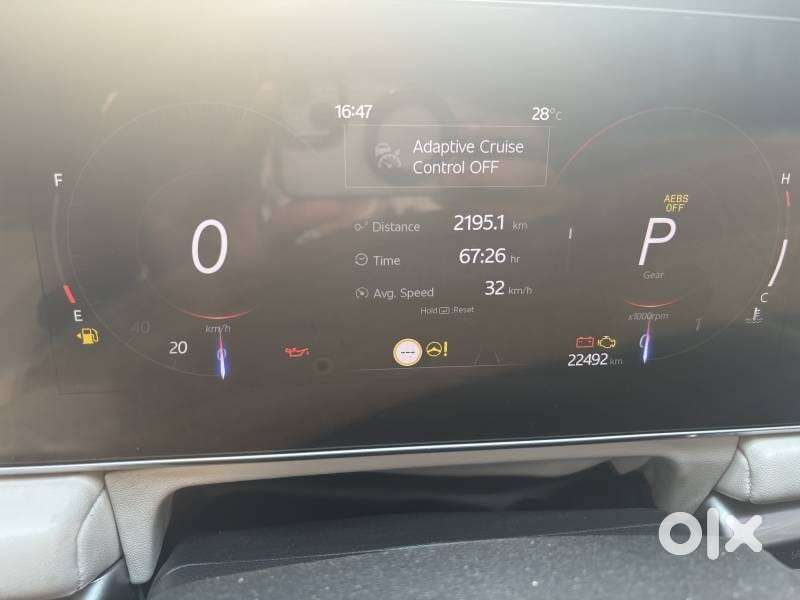 16:47
28°C
Adaptive Cruise
Control OFF
F
H
AEBS
OFF
Distance 2195.1 km
0
P
Time 67:26 hr
Gear
Avg. Speed 32 km/h
E
C
Hold :Reset
x1000rpm
40
km/h
1
20
0
0
---
!
22492 km
olx